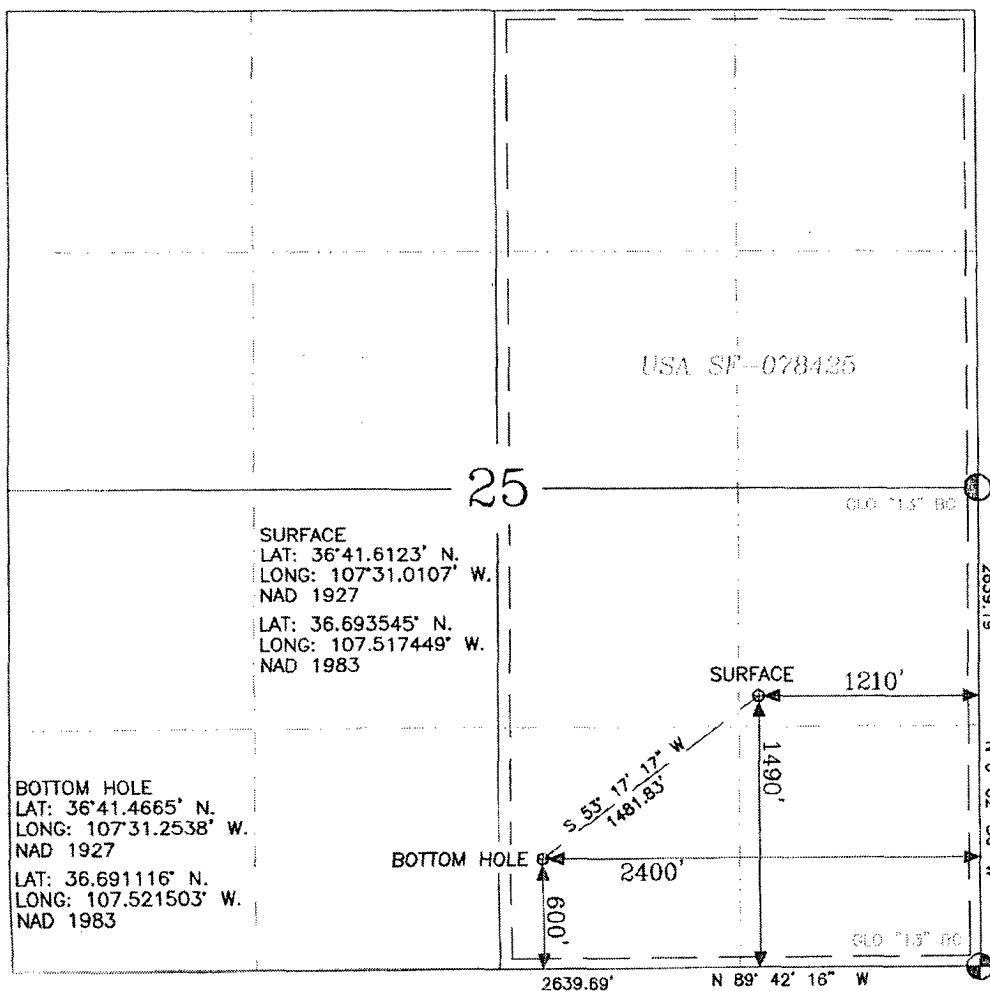 USA SF-078425
25
GLO "13" BC
SURFACE
LAT: 36°41.6123' N.
LONG: 107°31.0107' W.
NAD 1927
LAT: 36.693545° N.
LONG: 107.517449° W.
NAD 1983
2639.19'
SURFACE
1210'
1490'
S 53° 17' 17" W
1481.83'
BOTTOM HOLE
LAT: 36°41.4665' N.
LONG: 107°31.2538' W.
NAD 1927
LAT: 36.691116° N.
LONG: 107.521503° W.
NAD 1983
BOTTOM HOLE
2400'
600'
GLO "13" BC
2639.69'
N 89° 42' 16" W